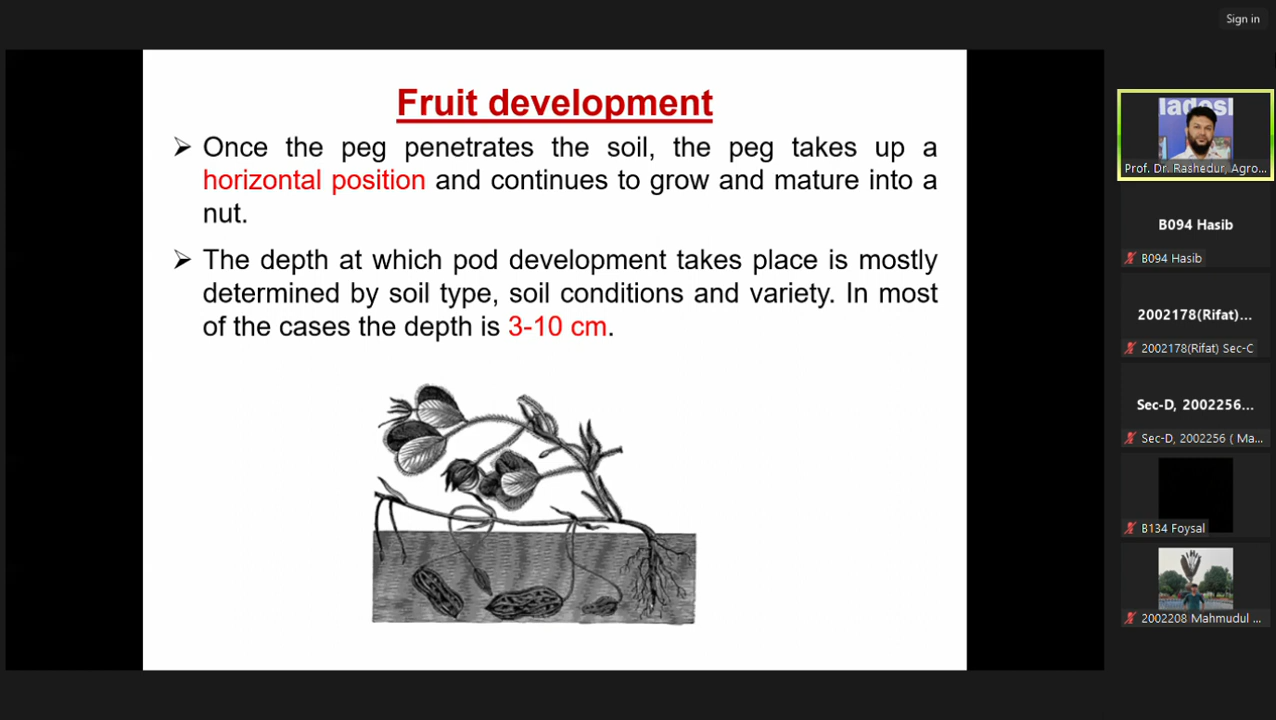 Sign in
Fruit development
➢ Once the peg penetrates the soil, the peg takes up a
horizontal position and continues to grow and mature into a
nut.
➢ The depth at which pod development takes place is mostly
determined by soil type, soil conditions and variety. In most
of the cases the depth is 3-10 cm.
ladesl
Prof. Dr. Rashedur, Agro...
B094 Hasib
B094 Hasib
2002178(Rifat)...
2002178(Rifat) Sec-C
Sec-D, 2002256...
Sec-D, 2002256 ( Ma...
B134 Foysal
2002208 Mahmudul ...